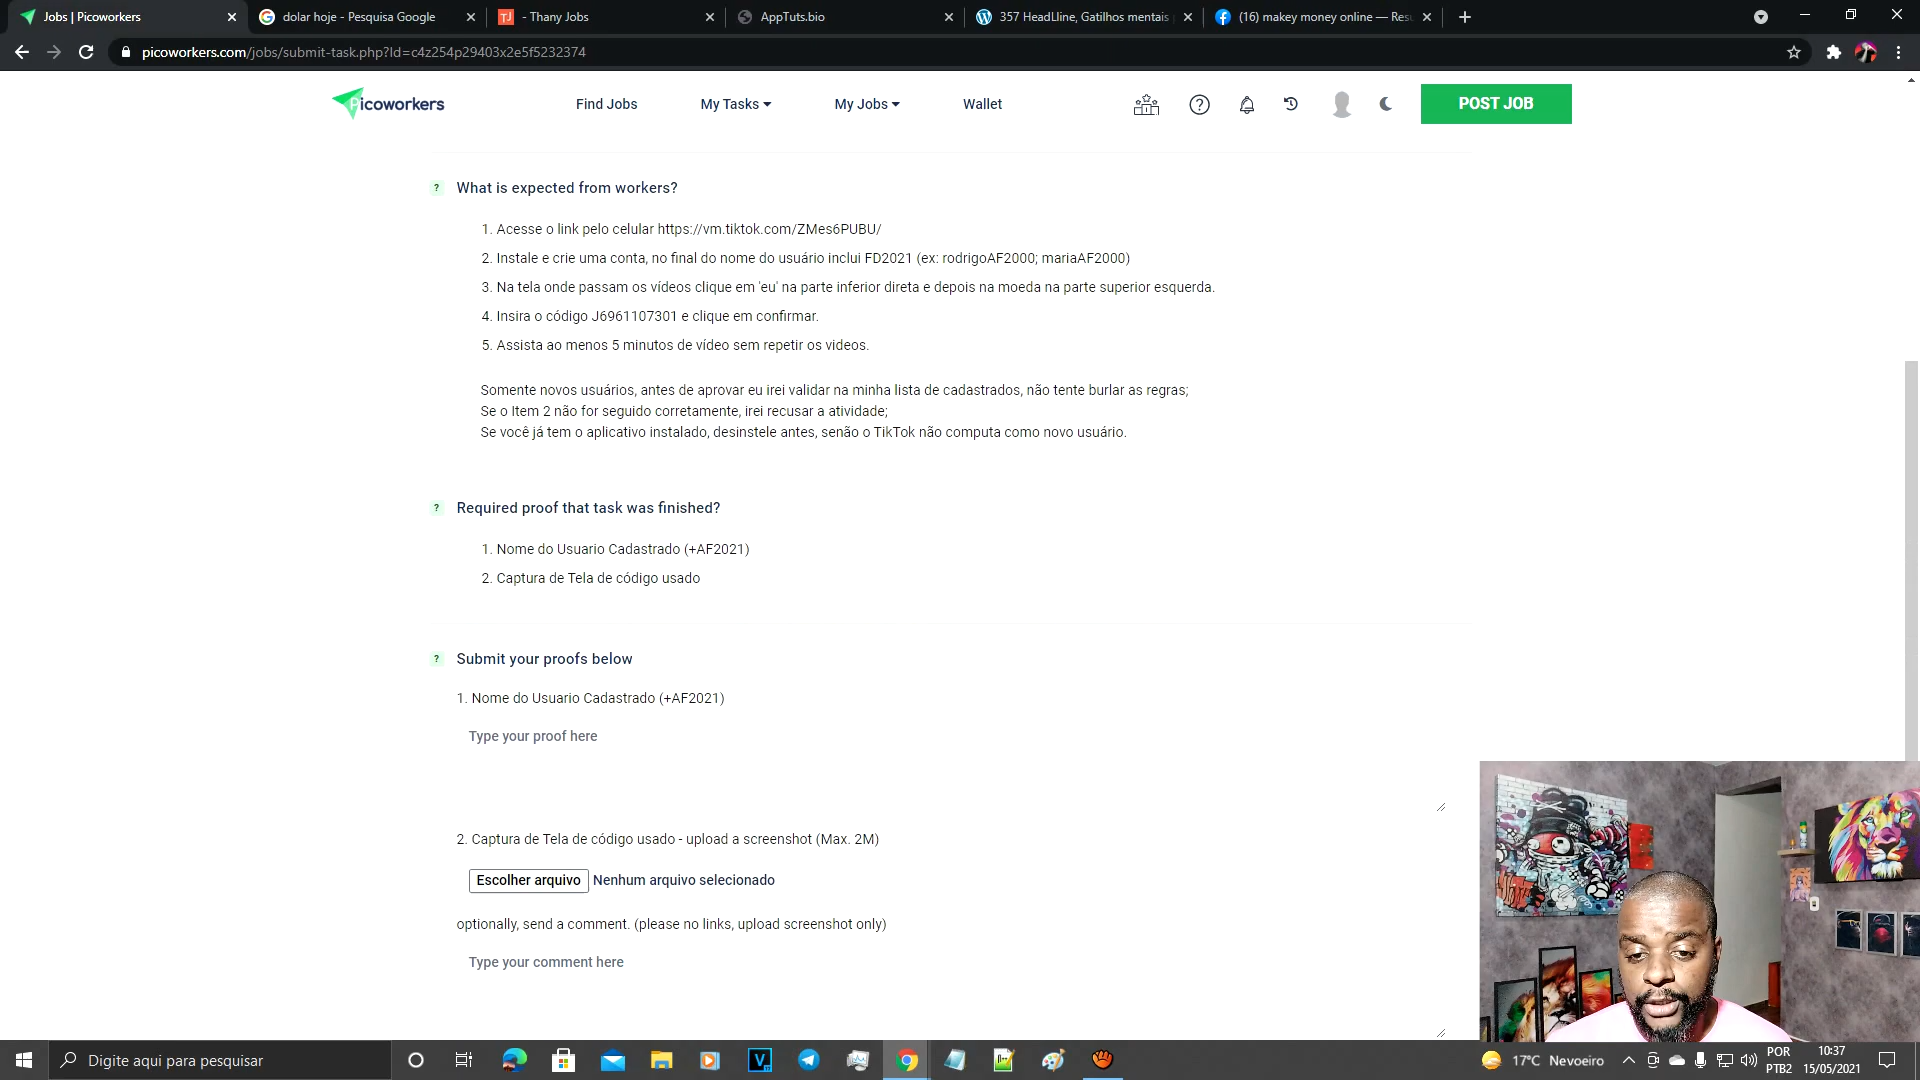 Jobs | Picoworkers
dolar hoje - Pesquisa Google
TJ - Thany Jobs
AppTuts.bio
357 HeadLline, Gatilhos mentais
(16) makey money online — Resu
picoworkers.com/jobs/submit-task.php?Id=c4z254p29403x2e5f5232374
Picoworkers
Find Jobs
My Tasks
My Jobs
Wallet
POST JOB
? What is expected from workers?
1. Acesse o link pelo celular https://vm.tiktok.com/ZMes6PUBU/
2. Instale e crie uma conta, no final do nome do usuário inclui FD2021 (ex: rodrigoAF2000; mariaAF2000)
3. Na tela onde passam os vídeos clique em 'eu' na parte inferior direta e depois na moeda na parte superior esquerda.
4. Insira o código J6961107301 e clique em confirmar.
5. Assista ao menos 5 minutos de vídeo sem repetir os videos.
Somente novos usuários, antes de aprovar eu irei validar na minha lista de cadastrados, não tente burlar as regras;
Se o Item 2 não for seguido corretamente, irei recusar a atividade;
Se você já tem o aplicativo instalado, desinstele antes, senão o TikTok não computa como novo usuário.
? Required proof that task was finished?
1. Nome do Usuario Cadastrado (+AF2021)
2. Captura de Tela de código usado
? Submit your proofs below
1. Nome do Usuario Cadastrado (+AF2021)
Type your proof here
2. Captura de Tela de código usado - upload a screenshot (Max. 2M)
Escolher arquivo Nenhum arquivo selecionado
optionally, send a comment. (please no links, upload screenshot only)
Type your comment here
Digite aqui para pesquisar
17°C Nevoeiro
POR
PTB2
10:37
15/05/2021